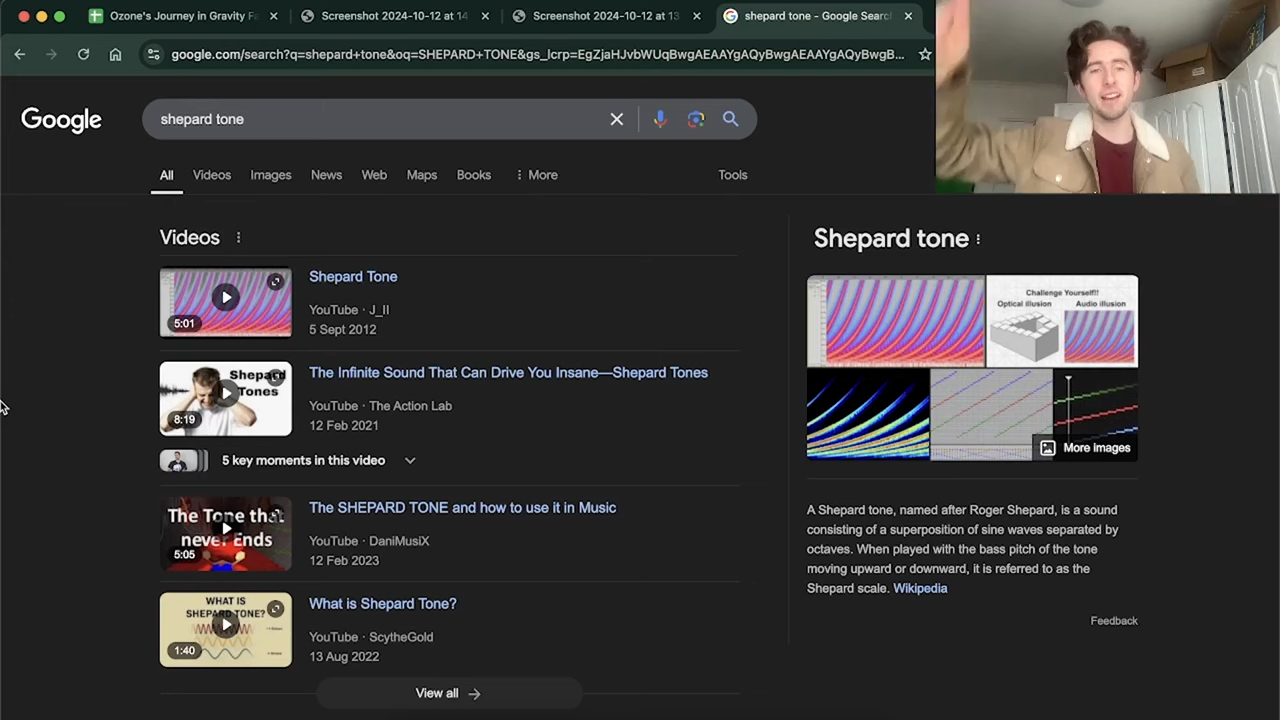 Ozone's Journey in Gravity Fa
Screenshot 2024-10-12 at 14
Screenshot 2024-10-12 at 13
shepard tone - Google Searc
google.com/search?q=shepard+tone&oq=SHEPARD+TONE&gs_lcrp=EgZjaHJvbWUqBwgAEAAYgAQyBwgAEAAYgAQyBwgB...
Google
shepard tone
All
Videos
Images
News
Web
Maps
Books
More
Tools
Videos
5:01
Shepard Tone
YouTube · J_II
5 Sept 2012
Shepard
Tones
8:19
The Infinite Sound That Can Drive You Insane—Shepard Tones
YouTube · The Action Lab
12 Feb 2021
5 key moments in this video
The Tone that
never Ends
5:05
The SHEPARD TONE and how to use it in Music
YouTube · DaniMusiX
12 Feb 2023
WHAT IS
SHEPARD TONE?
1:40
What is Shepard Tone?
YouTube · ScytheGold
13 Aug 2022
View all
Shepard tone
Challenge Yourself!!
Optical illusion
Audio illusion
More images
A Shepard tone, named after Roger Shepard, is a sound
consisting of a superposition of sine waves separated by
octaves. When played with the bass pitch of the tone
moving upward or downward, it is referred to as the
Shepard scale. Wikipedia
Feedback